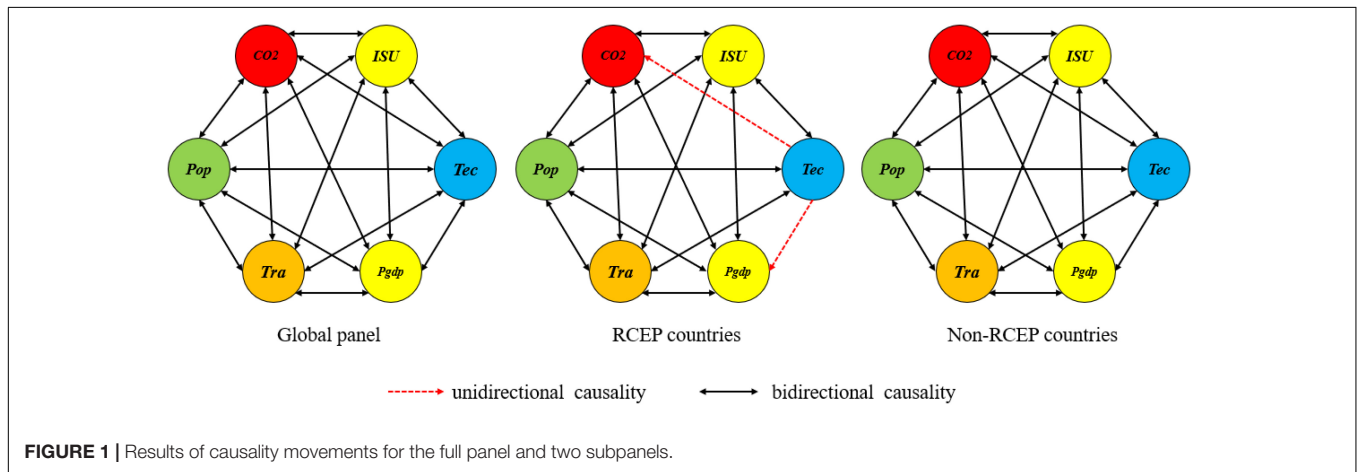 CO2 ISU CO2 ISU CO2 ISU
Pop Tec Pop Tec Pop Tec
Tra Pgdp Tra Pgdp Tra Pgdp
Global panel RCEP countries Non-RCEP countries
unidirectional causality bidirectional causality
FIGURE 1 | Results of causality movements for the full panel and two subpanels.